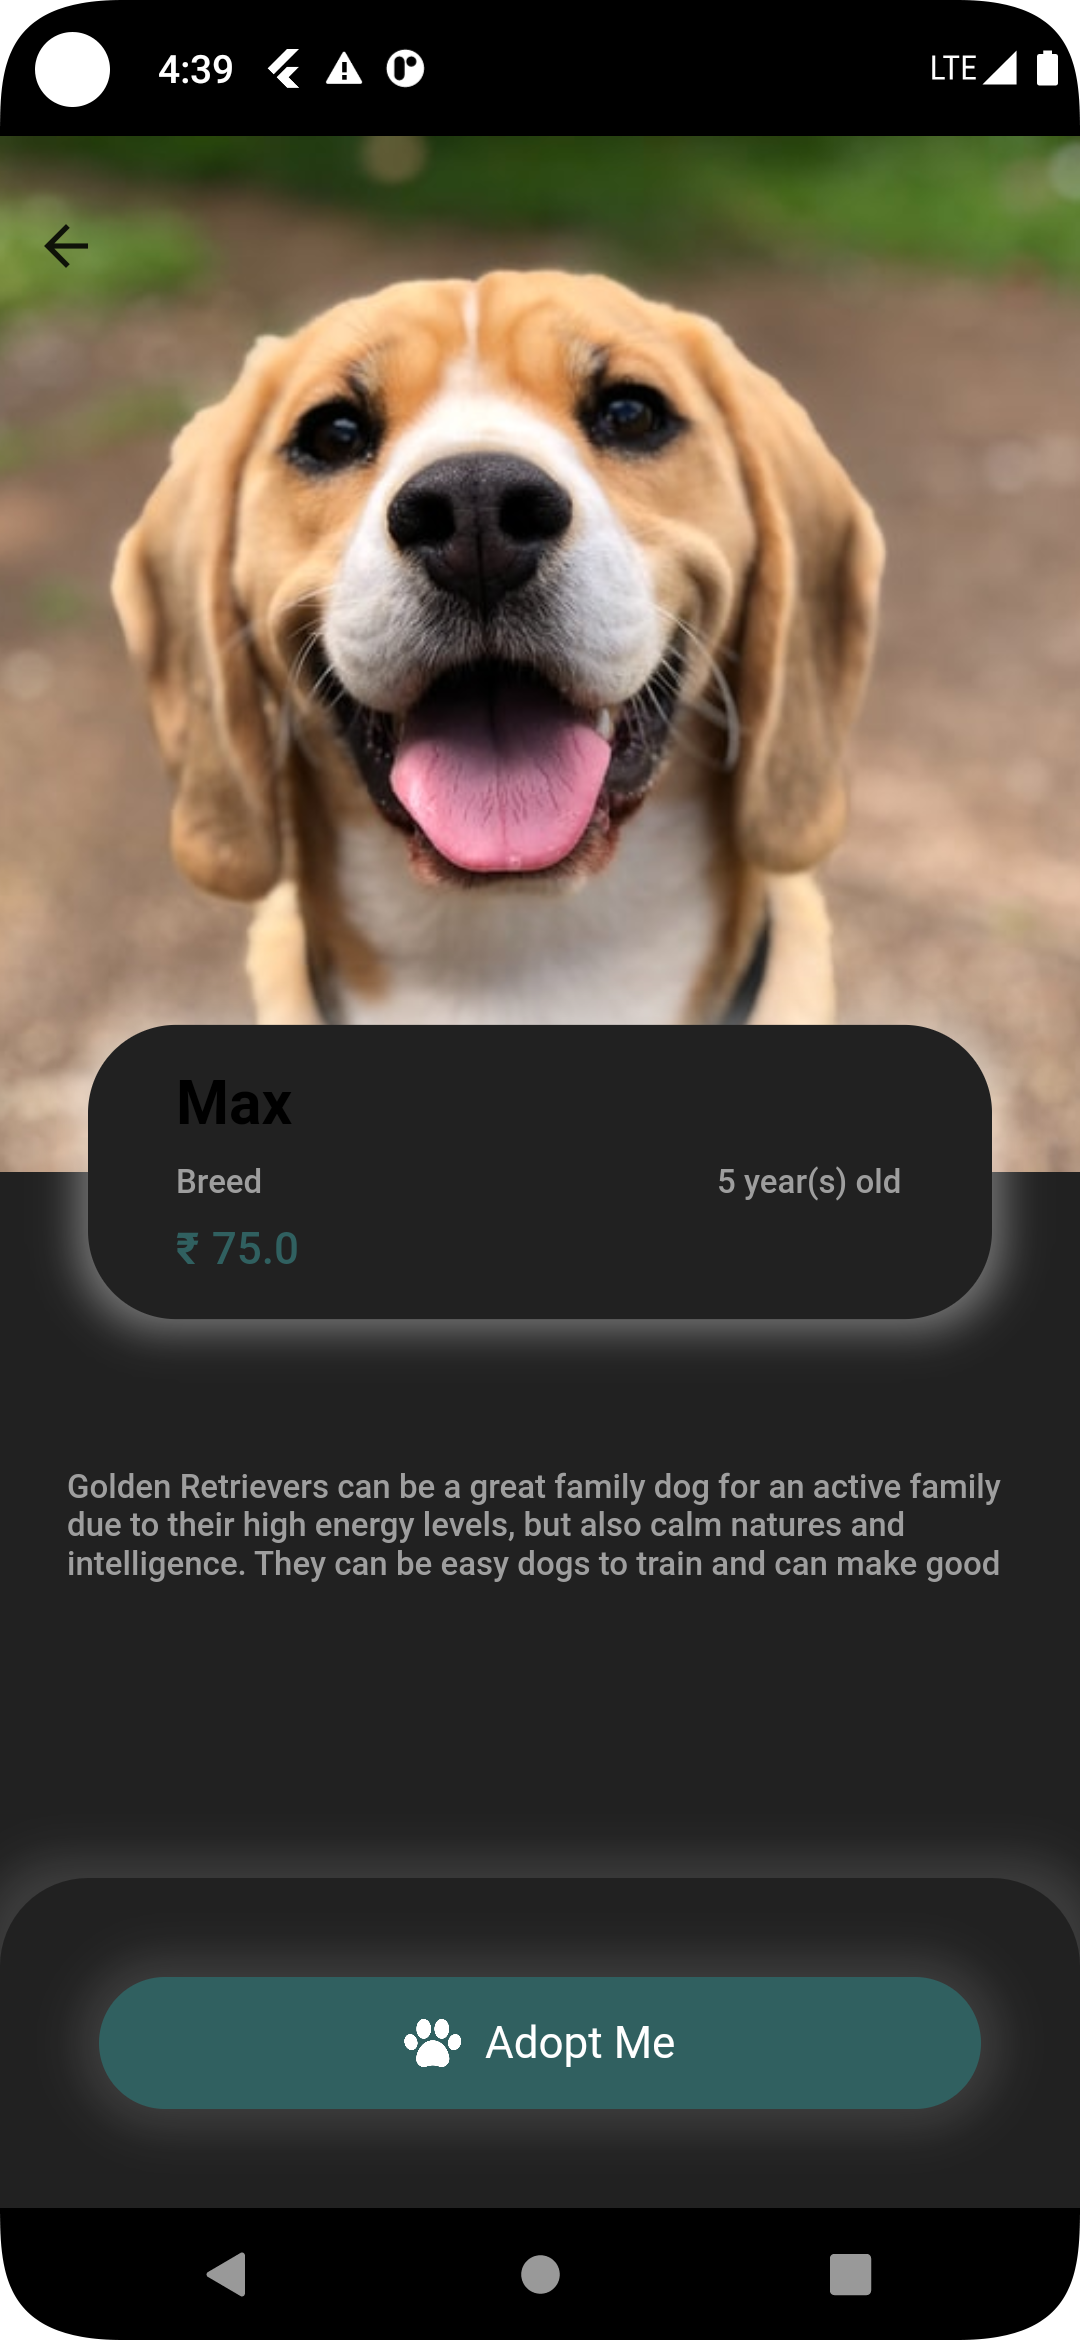 4:39
LTE
Max
Breed
5 year(s) old
₹ 75.0
Golden Retrievers can be a great family dog for an active family
due to their high energy levels, but also calm natures and
intelligence. They can be easy dogs to train and can make good
Adopt Me